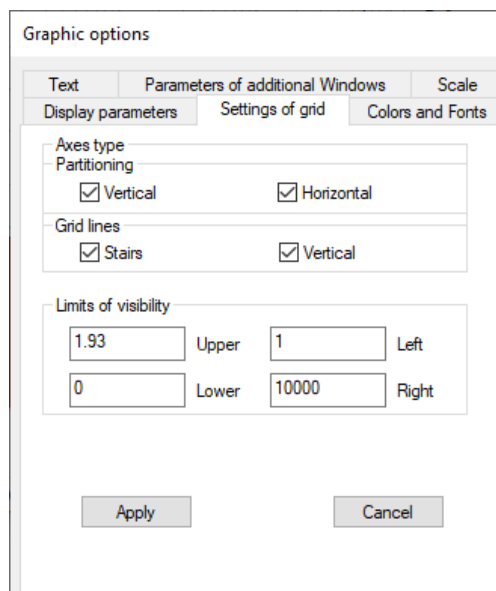 Graphic options
Text Parameters of additional Windows Scale
Display parameters Settings of grid Colors and Fonts
Axes type
Partitioning
Vertical Horizontal
Grid lines
Stairs Vertical
Limits of visibility
1.93 Upper 1 Left
0 Lower 10000 Right
Apply Cancel